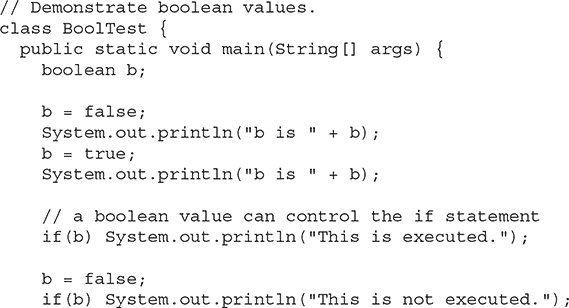 // Demonstrate boolean values.
class BoolTest {
  public static void main(String[] args) {
    boolean b;

    b = false;
    System.out.println("b is " + b);
    b = true;
    System.out.println("b is " + b);

    // a boolean value can control the if statement
    if(b) System.out.println("This is executed.");

    b = false;
    if(b) System.out.println("This is not executed.");